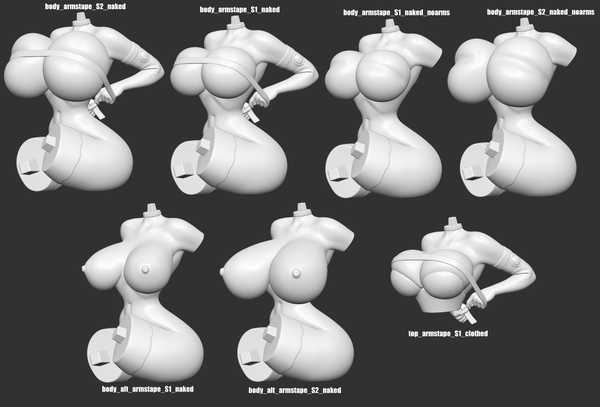 body_armstape_S2_naked
body_armstape_S1_naked
body_armstape_S1_naked_noarms
body_armstape_S2_naked_noarms
body_alt_armstape_S1_naked
body_alt_armstape_S2_naked
top_armstape_S1_clothed